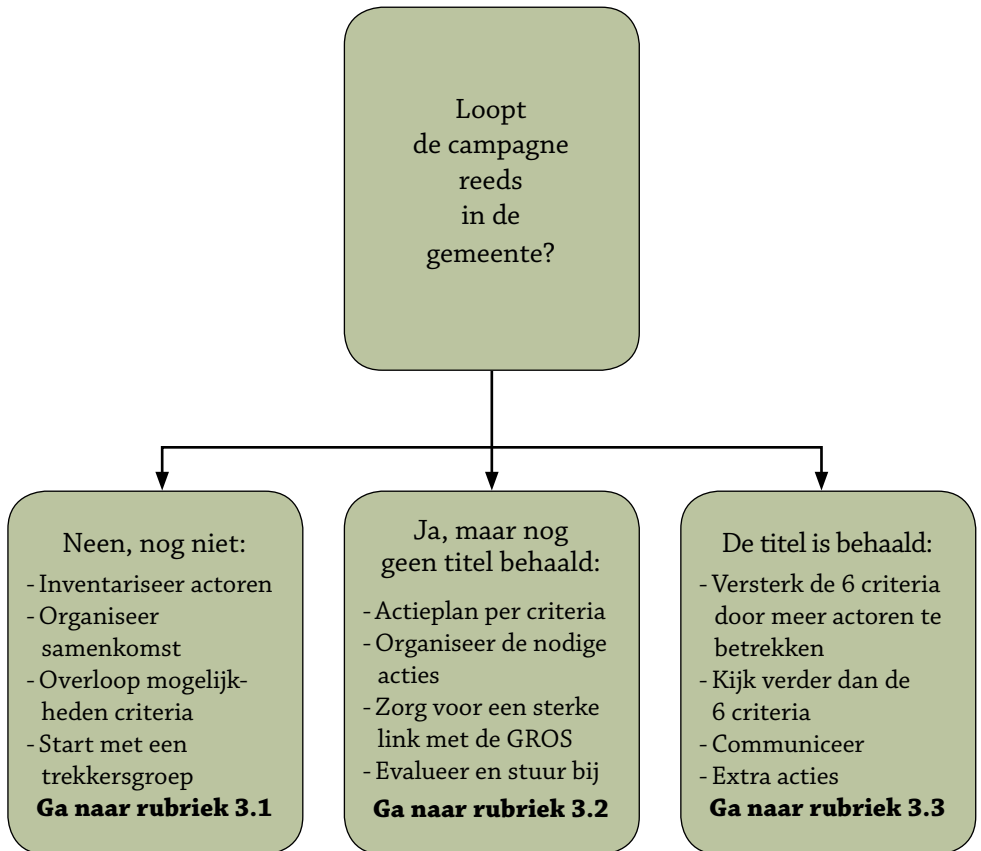 Loopt
de campagne
reeds
in de
gemeente?
Neen, nog niet:
- Inventariseer actoren
- Organiseer
samenkomst
- Overloop mogelijk-
heden criteria
- Start met een
trekkersgroep
Ga naar rubriek 3.1
Ja, maar nog
geen titel behaald:
- Actieplan per criteria
- Organiseer de nodige
acties
- Zorg voor een sterke
link met de GROS
- Evalueer en stuur bij
Ga naar rubriek 3.2
De titel is behaald:
- Versterk de 6 criteria
door meer actoren te
betrekken
- Kijk verder dan de
6 criteria
- Communiceer
- Extra acties
Ga naar rubriek 3.3